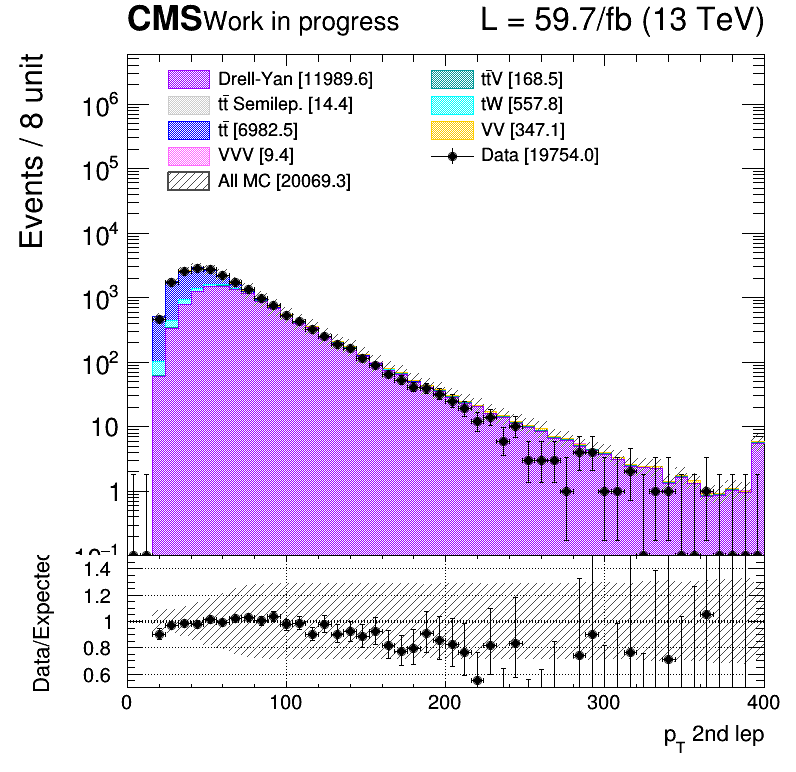 CMS Work in progress L = 59.7/fb (13 TeV)
Events / 8 unit
Drell-Yan [11989.6]
tt̄ Semilep. [14.4]
tt̄ [6982.5]
VVV [9.4]
All MC [20069.3]
tt̄V [168.5]
tW [557.8]
VV [347.1]
Data [19754.0]
10⁶
10⁵
10⁴
10³
10²
10
1
10⁻¹
Data/Expected
1.4
1.2
1
0.8
0.6
0 100 200 300 400
p_T 2nd lep